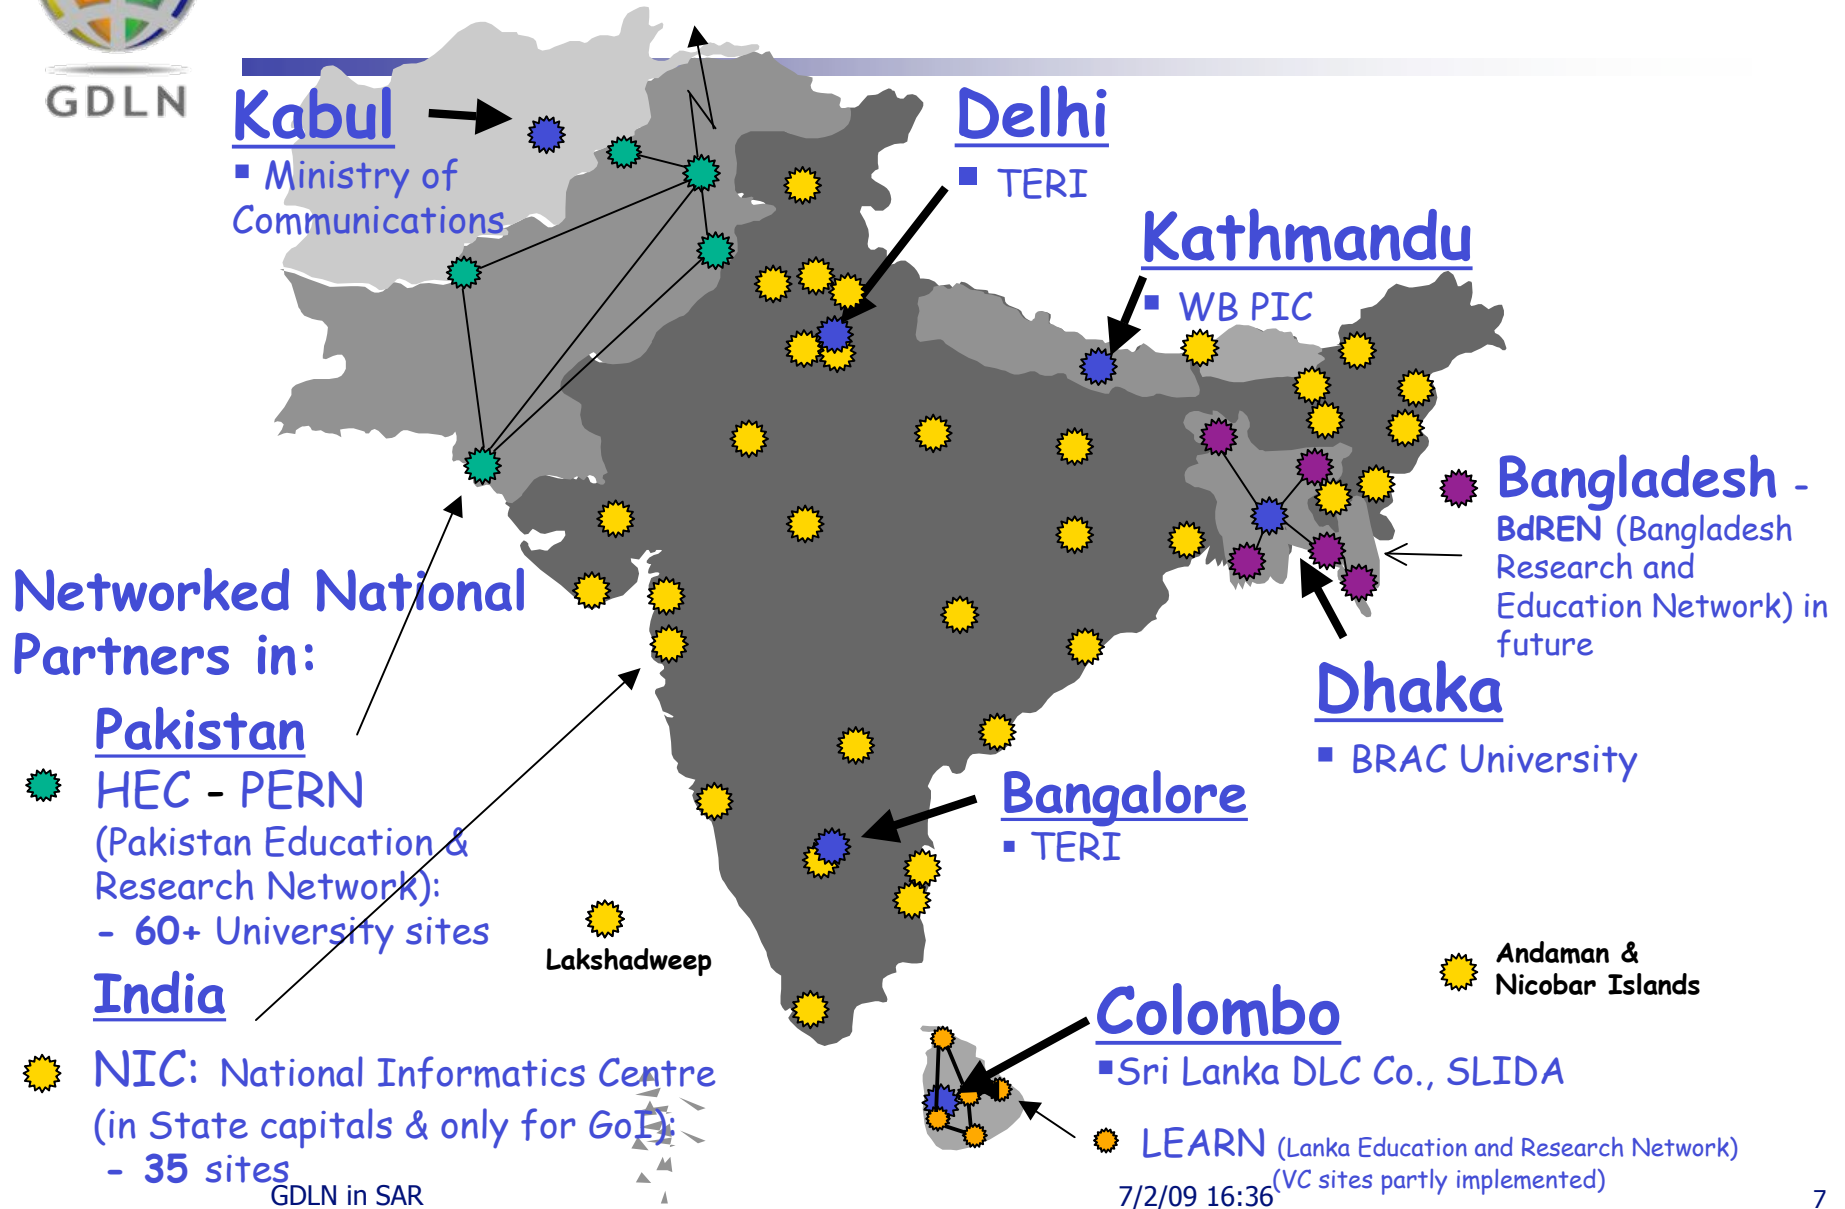 GDLN
Kabul
▪ Ministry of
Communications
Delhi
▪ TERI
Kathmandu
▪ WB PIC
Bangladesh -
BdREN (Bangladesh
Research and
Education Network) in
future
Networked National
Partners in:
Pakistan
HEC - PERN
(Pakistan Education &
Research Network):
- 60+ University sites
India
NIC: National Informatics Centre
(in State capitals & only for GoI):
- 35 sites
Dhaka
▪ BRAC University
Bangalore
▪ TERI
Lakshadweep
Andaman &
Nicobar Islands
Colombo
▪Sri Lanka DLC Co., SLIDA
LEARN (Lanka Education and Research Network)
(VC sites partly implemented)
GDLN in SAR
7/2/09 16:36
7